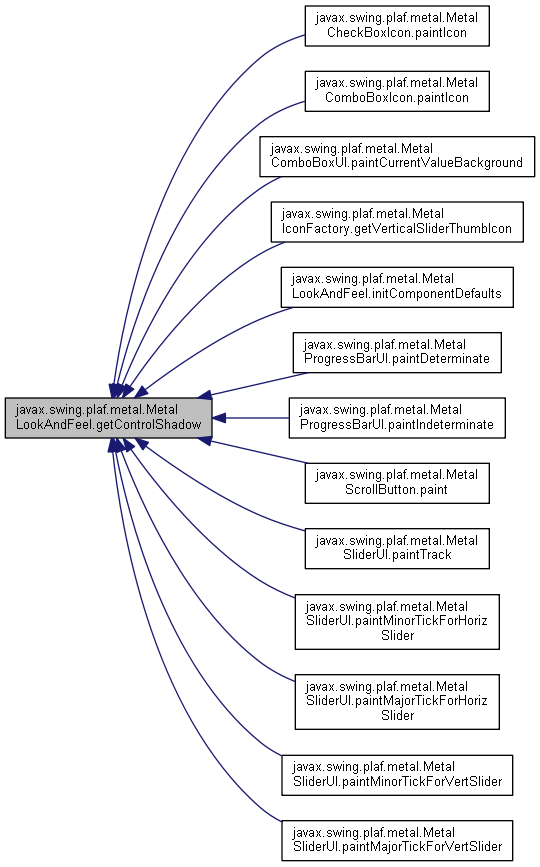 javax.swing.plaf.metal.Metal
CheckBoxIcon.paintIcon
javax.swing.plaf.metal.Metal
ComboBoxIcon.paintIcon
javax.swing.plaf.metal.Metal
ComboBoxUI.paintCurrentValueBackground
javax.swing.plaf.metal.Metal
IconFactory.getVerticalSliderThumbIcon
javax.swing.plaf.metal.Metal
LookAndFeel.initComponentDefaults
javax.swing.plaf.metal.Metal
ProgressBarUI.paintDeterminate
javax.swing.plaf.metal.Metal
LookAndFeel.getControlShadow
javax.swing.plaf.metal.Metal
ProgressBarUI.paintIndeterminate
javax.swing.plaf.metal.Metal
ScrollButton.paint
javax.swing.plaf.metal.Metal
SliderUI.paintTrack
javax.swing.plaf.metal.Metal
SliderUI.paintMinorTickForHoriz
Slider
javax.swing.plaf.metal.Metal
SliderUI.paintMajorTickForHoriz
Slider
javax.swing.plaf.metal.Metal
SliderUI.paintMinorTickForVertSlider
javax.swing.plaf.metal.Metal
SliderUI.paintMajorTickForVertSlider